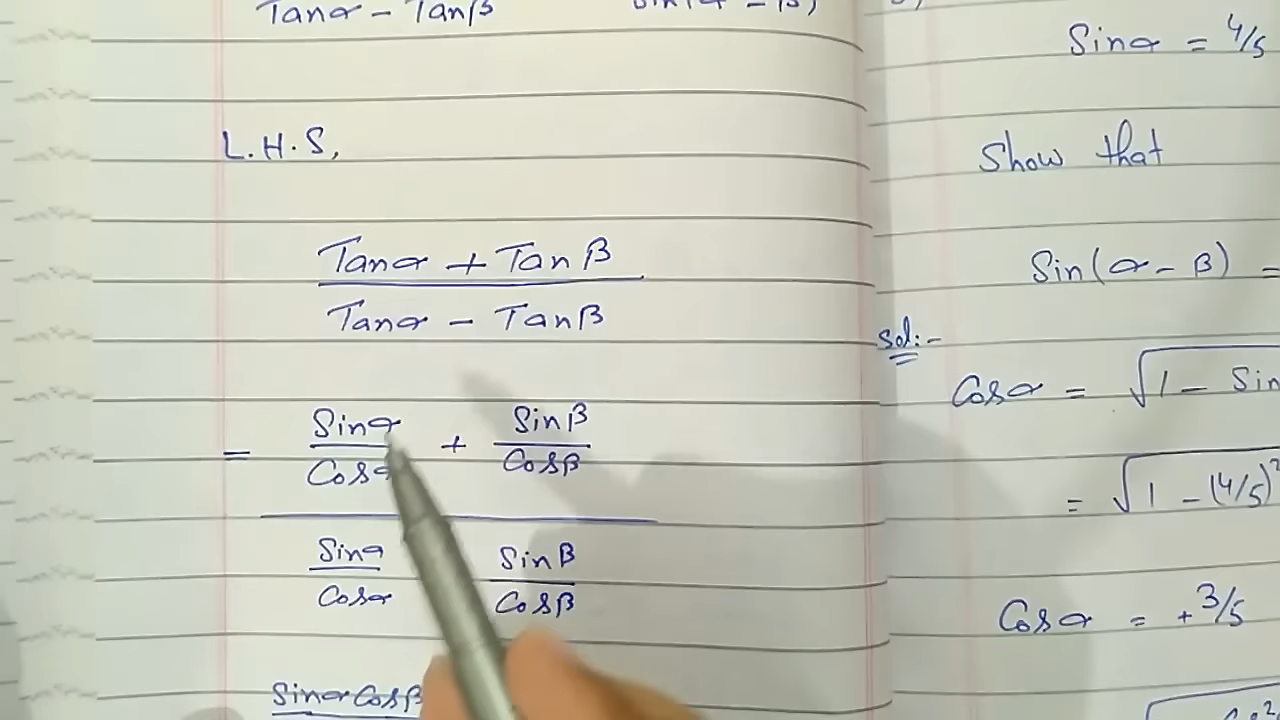 Tanα - Tanβ
L.H.S,
Tanα + Tanβ
Tanα - Tanβ
= Sinα + Sinβ
Cosα Cosβ
Sinα Sinβ
Cosα Cosβ
Sinα Cosβ
Sinα = 4/5
Show that
Sin(α - β) =
Sol:-
Cosα = √1 - Sin
= √1 - (4/5)²
Cosα = + 3/5